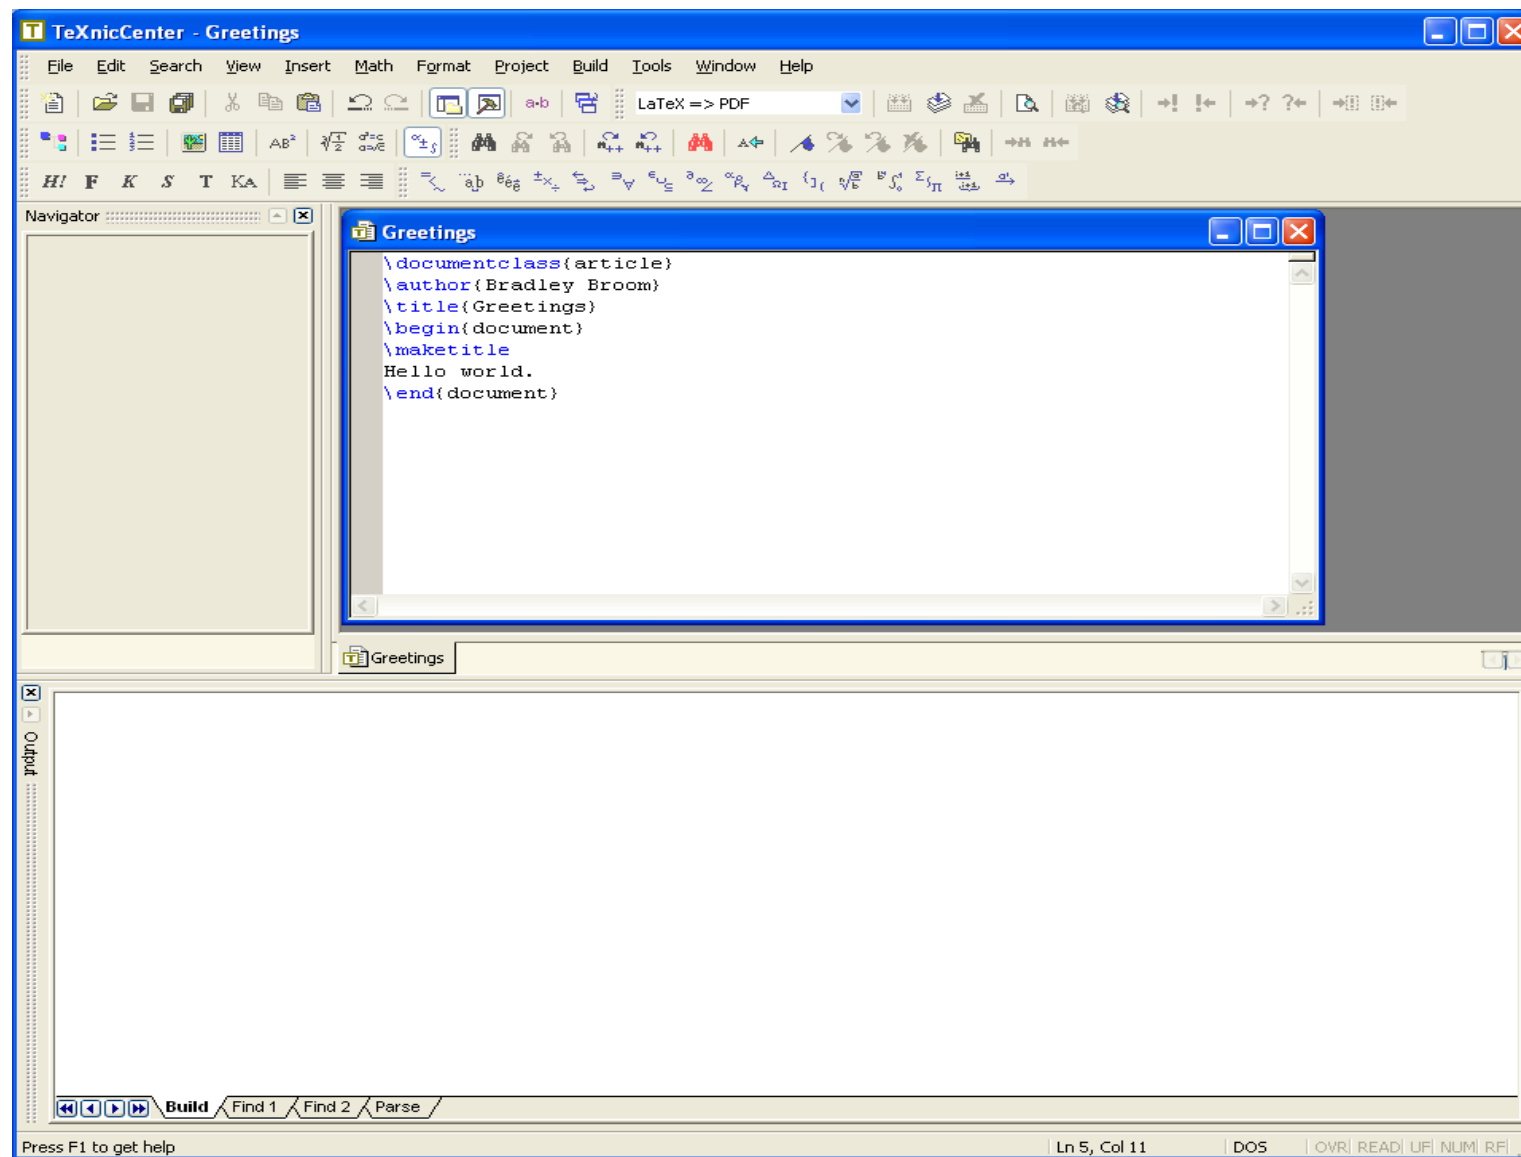 TeXnicCenter - Greetings
File Edit Search View Insert Math Format Project Build Tools Window Help
a-b LaTeX => PDF
AB²
H! F K S T KA
Navigator
Greetings
\documentclass{article}
\author{Bradley Broom}
\title{Greetings}
\begin{document}
\maketitle
Hello world.
\end{document}
Greetings
Output
Build Find 1 Find 2 Parse
Press F1 to get help Ln 5, Col 11 DOS OVR READ UF NUM RF